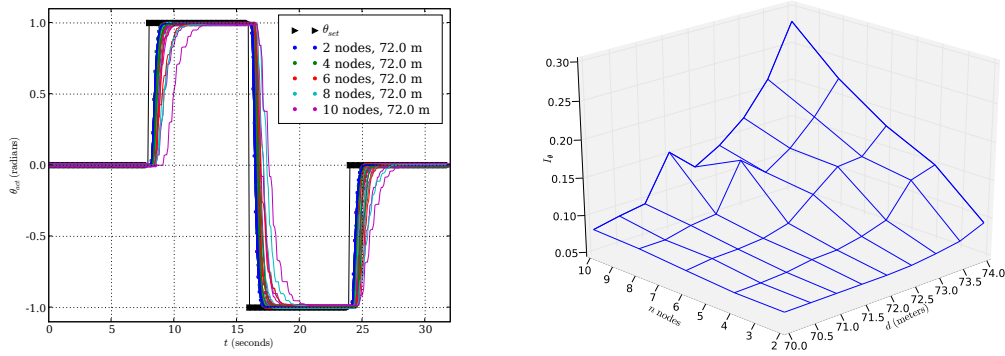 1.0
0.5
0.0
-0.5
-1.0
θ_out (radians)
0 5 10 15 20 25 30
t (seconds)
θ_set
2 nodes, 72.0 m
4 nodes, 72.0 m
6 nodes, 72.0 m
8 nodes, 72.0 m
10 nodes, 72.0 m
0.30
0.25
0.20
0.15
0.10
0.05
I_θ
10 9 8 7 6 5 4 3 2
n nodes
70.0 70.5 71.0 71.5 72.0 72.5 73.0 73.5 74.0
d (meters)